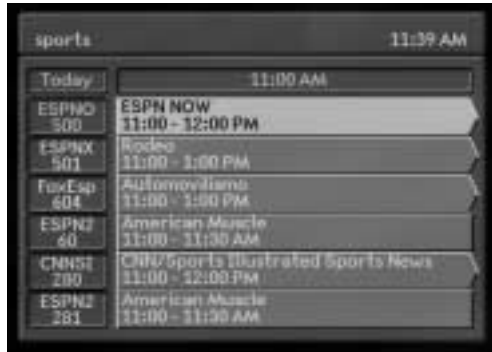 sports
11:39 AM
Today
11:00 AM
ESPNO
500
ESPN NOW
11:00 - 12:00 PM
ESPNX
501
Rodeo
11:00 - 1:00 PM
FoxEsp
604
Automovilismo
11:00 - 1:00 PM
ESPN2
60
American Muscle
11:00 - 11:30 AM
CNNSI
280
CNN/Sports Illustrated Sports News
11:00 - 12:00 PM
ESPN2
281
American Muscle
11:00 - 11:30 AM